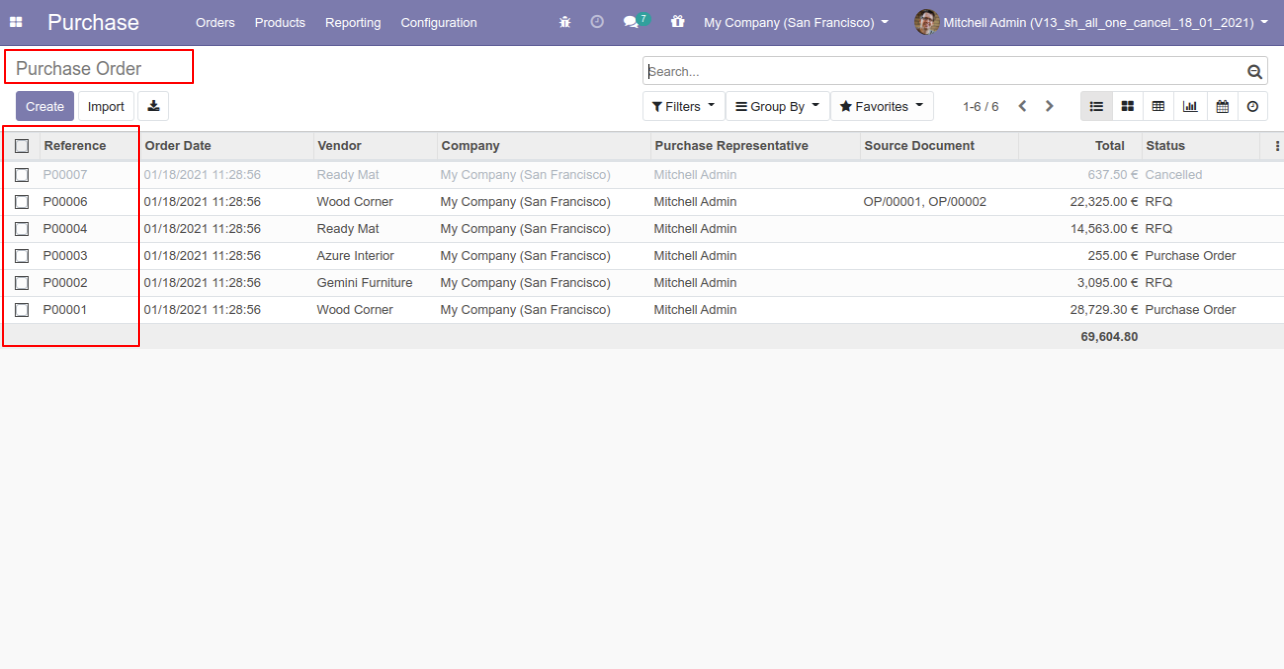 Purchase Orders Products Reporting Configuration 7 My Company (San Francisco) Mitchell Admin (V13_sh_all_one_cancel_18_01_2021)
Purchase Order Search...
Create Import Filters Group By Favorites 1-6 / 6
Reference Order Date Vendor Company Purchase Representative Source Document Total Status
P00007 01/18/2021 11:28:56 Ready Mat My Company (San Francisco) Mitchell Admin 637.50 € Cancelled
P00006 01/18/2021 11:28:56 Wood Corner My Company (San Francisco) Mitchell Admin OP/00001, OP/00002 22,325.00 € RFQ
P00004 01/18/2021 11:28:56 Ready Mat My Company (San Francisco) Mitchell Admin 14,563.00 € RFQ
P00003 01/18/2021 11:28:56 Azure Interior My Company (San Francisco) Mitchell Admin 255.00 € Purchase Order
P00002 01/18/2021 11:28:56 Gemini Furniture My Company (San Francisco) Mitchell Admin 3,095.00 € RFQ
P00001 01/18/2021 11:28:56 Wood Corner My Company (San Francisco) Mitchell Admin 28,729.30 € Purchase Order
69,604.80